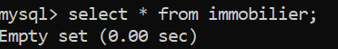 mysql> select * from immobilier;
Empty set (0.00 sec)